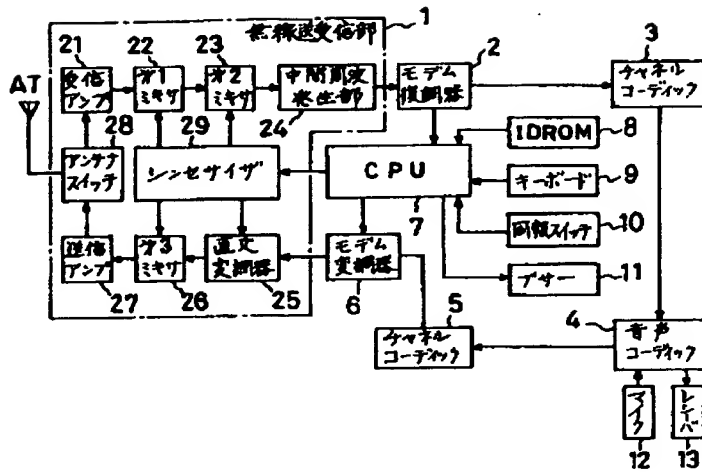 1
無線送受信部
21
22
23
2
3
AT
受信
アンプ
才1
ミキサ
才2
ミキサ
中間周波
発生部
24
モデム
復調器
チャネル
コーディック
28
29
アンテナ
スイッチ
シンセサイザ
CPU
7
IDROM
8
キーボード
9
回線スイッチ
10
ブザー
11
送信
アンプ
27
才3
ミキサ
26
直交
変調器
25
モデム
変調器
6
5
チャネル
コーディック
4
音声
コーディック
マイク
12
レシーバ
13